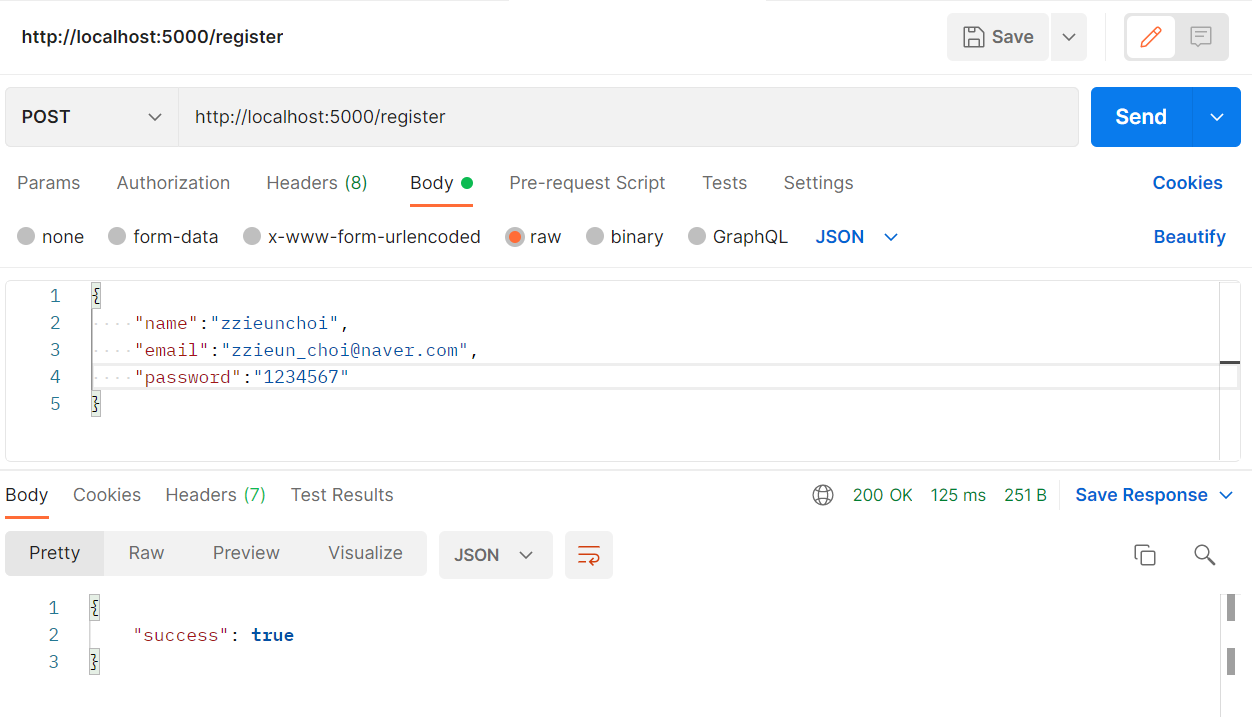 http://localhost:5000/register Save
POST http://localhost:5000/register Send
Params Authorization Headers (8) Body Pre-request Script Tests Settings Cookies
none form-data x-www-form-urlencoded raw binary GraphQL JSON Beautify
1 {
2 "name":"zzieunchoi",
3 "email":"zzieun_choi@naver.com",
4 "password":"1234567"
5 }
Body Cookies Headers (7) Test Results 200 OK 125 ms 251 B Save Response
Pretty Raw Preview Visualize JSON
1 {
2 "success": true
3 }